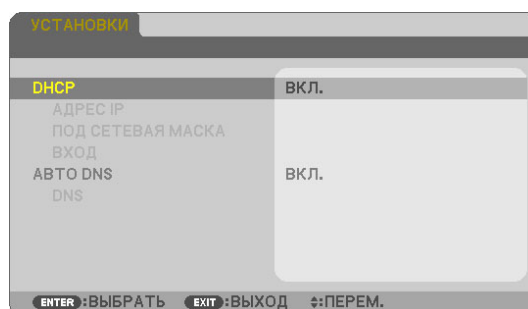 УСТАНОВКИ
DHCP ВКЛ.
АДРЕС IP
ПОД СЕТЕВАЯ МАСКА
ВХОД
АВТО DNS ВКЛ.
DNS
ENTER :ВЫБРАТЬ EXIT :ВЫХОД :ПЕРЕМ.